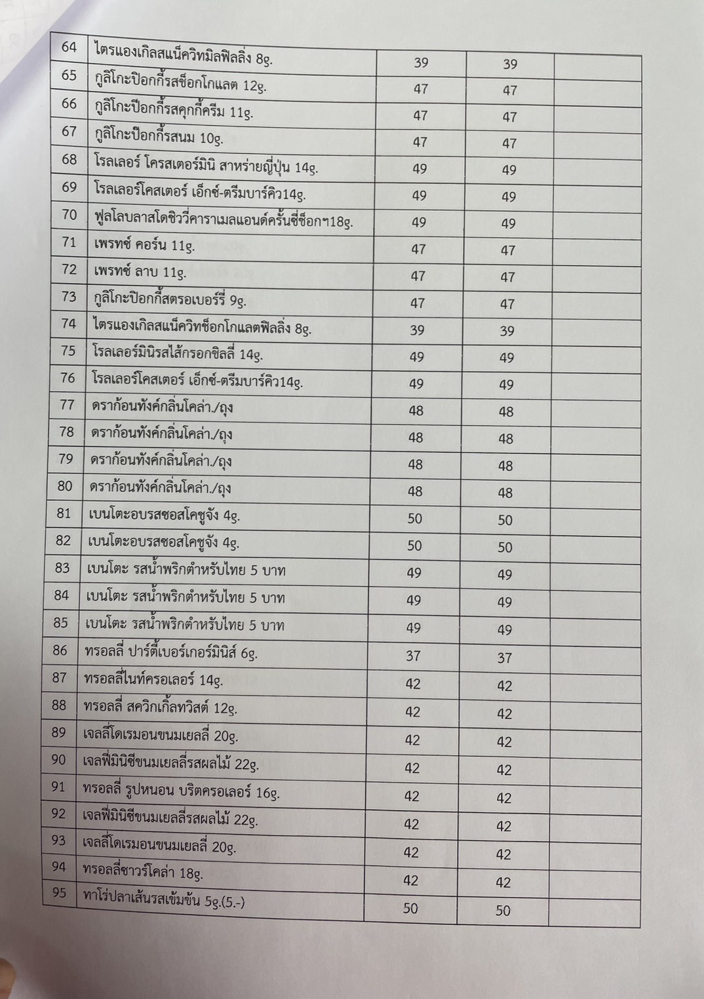 64 ไตรแองเกิลสแน็ควิทมิลฟิลลิ่ง 8g. 39 39
65 กูลิโกะป๊อกกี้รสช็อกโกแลต 12g. 47 47
66 กูลิโกะป๊อกกี้รสคุกกี้ครีม 11g. 47 47
67 กูลิโกะป๊อกกี้รสนม 10g. 47 47
68 โรลเลอร์ โครสเตอร์มินิ สาหร่ายญี่ปุ่น 14g. 49 49
69 โรลเลอร์โคสเตอร์ เอ็กซ์-ตรีมบาร์คิว14g. 49 49
70 ฟูลโลบลาสโดชิววี่คาราเมลแอนด์ครั้นชี่ช็อกฯ18g. 49 49
71 เพรทซ์ คอร์น 11g. 47 47
72 เพรทซ์ ลาบ 11g. 47 47
73 กูลิโกะป๊อกกี้สตรอเบอร์รี่ 9g. 47 47
74 ไตรแองเกิลสแน็ควิทช็อกโกแลตฟิลลิ่ง 8g. 39 39
75 โรลเลอร์มินิรสไส้กรอกชิลลี่ 14g. 49 49
76 โรลเลอร์โคสเตอร์ เอ็กซ์-ตรีมบาร์คิว14g. 49 49
77 ดราก้อนทังค์กลิ่นโคล่า./ถุง 48 48
78 ดราก้อนทังค์กลิ่นโคล่า./ถุง 48 48
79 ดราก้อนทังค์กลิ่นโคล่า./ถุง 48 48
80 ดราก้อนทังค์กลิ่นโคล่า./ถุง 48 48
81 เบนโตะอบรสซอสโคชูจัง 4g. 50 50
82 เบนโตะอบรสซอสโคชูจัง 4g. 50 50
83 เบนโตะ รสน้ำพริกตำหรับไทย 5 บาท 49 49
84 เบนโตะ รสน้ำพริกตำหรับไทย 5 บาท 49 49
85 เบนโตะ รสน้ำพริกตำหรับไทย 5 บาท 49 49
86 ทรอลลี่ ปาร์ตี้เบอร์เกอร์มินิส์ 6g. 37 37
87 ทรอลลี่ไนท์ครอเลอร์ 14g. 42 42
88 ทรอลลี่ สควิกเกิ้ลทวิสต์ 12g. 42 42
89 เจลลี่โดเรมอนขนมเยลลี่ 20g. 42 42
90 เจลฟี่มินิชีขนมเยลลี่รสผลไม้ 22g. 42 42
91 ทรอลลี่ รูปหนอน บริตครอเลอร์ 16g. 42 42
92 เจลฟี่มินิชีขนมเยลลี่รสผลไม้ 22g. 42 42
93 เจลลี่โดเรมอนขนมเยลลี่ 20g. 42 42
94 ทรอลลี่ซาวร์โคล่า 18g. 42 42
95 ทาโร่ปลาเส้นรสเข้มข้น 5g.(5.-) 50 50